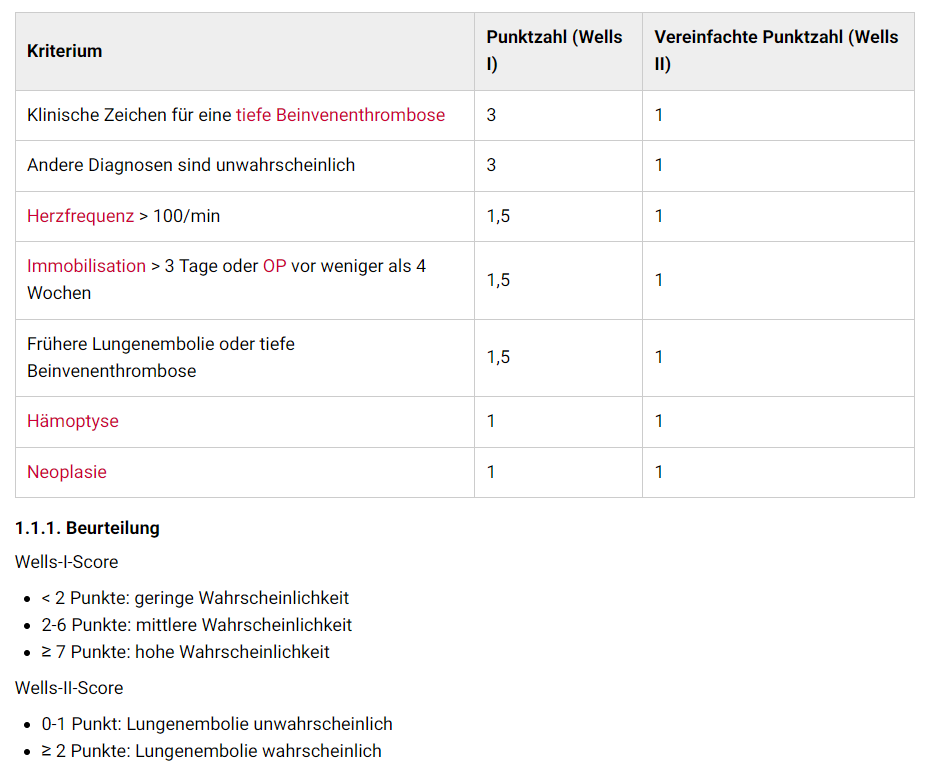 Kriterium
Punktzahl (Wells
I)
Vereinfachte Punktzahl (Wells
II)
Klinische Zeichen für eine tiefe Beinvenenthrombose
3
1
Andere Diagnosen sind unwahrscheinlich
3
1
Herzfrequenz > 100/min
1,5
1
Immobilisation > 3 Tage oder OP vor weniger als 4
Wochen
1,5
1
Frühere Lungenembolie oder tiefe
Beinvenenthrombose
1,5
1
Hämoptyse
1
1
Neoplasie
1
1
1.1.1. Beurteilung
Wells-I-Score
• < 2 Punkte: geringe Wahrscheinlichkeit
• 2-6 Punkte: mittlere Wahrscheinlichkeit
• ≥ 7 Punkte: hohe Wahrscheinlichkeit
Wells-II-Score
• 0-1 Punkt: Lungenembolie unwahrscheinlich
• ≥ 2 Punkte: Lungenembolie wahrscheinlich